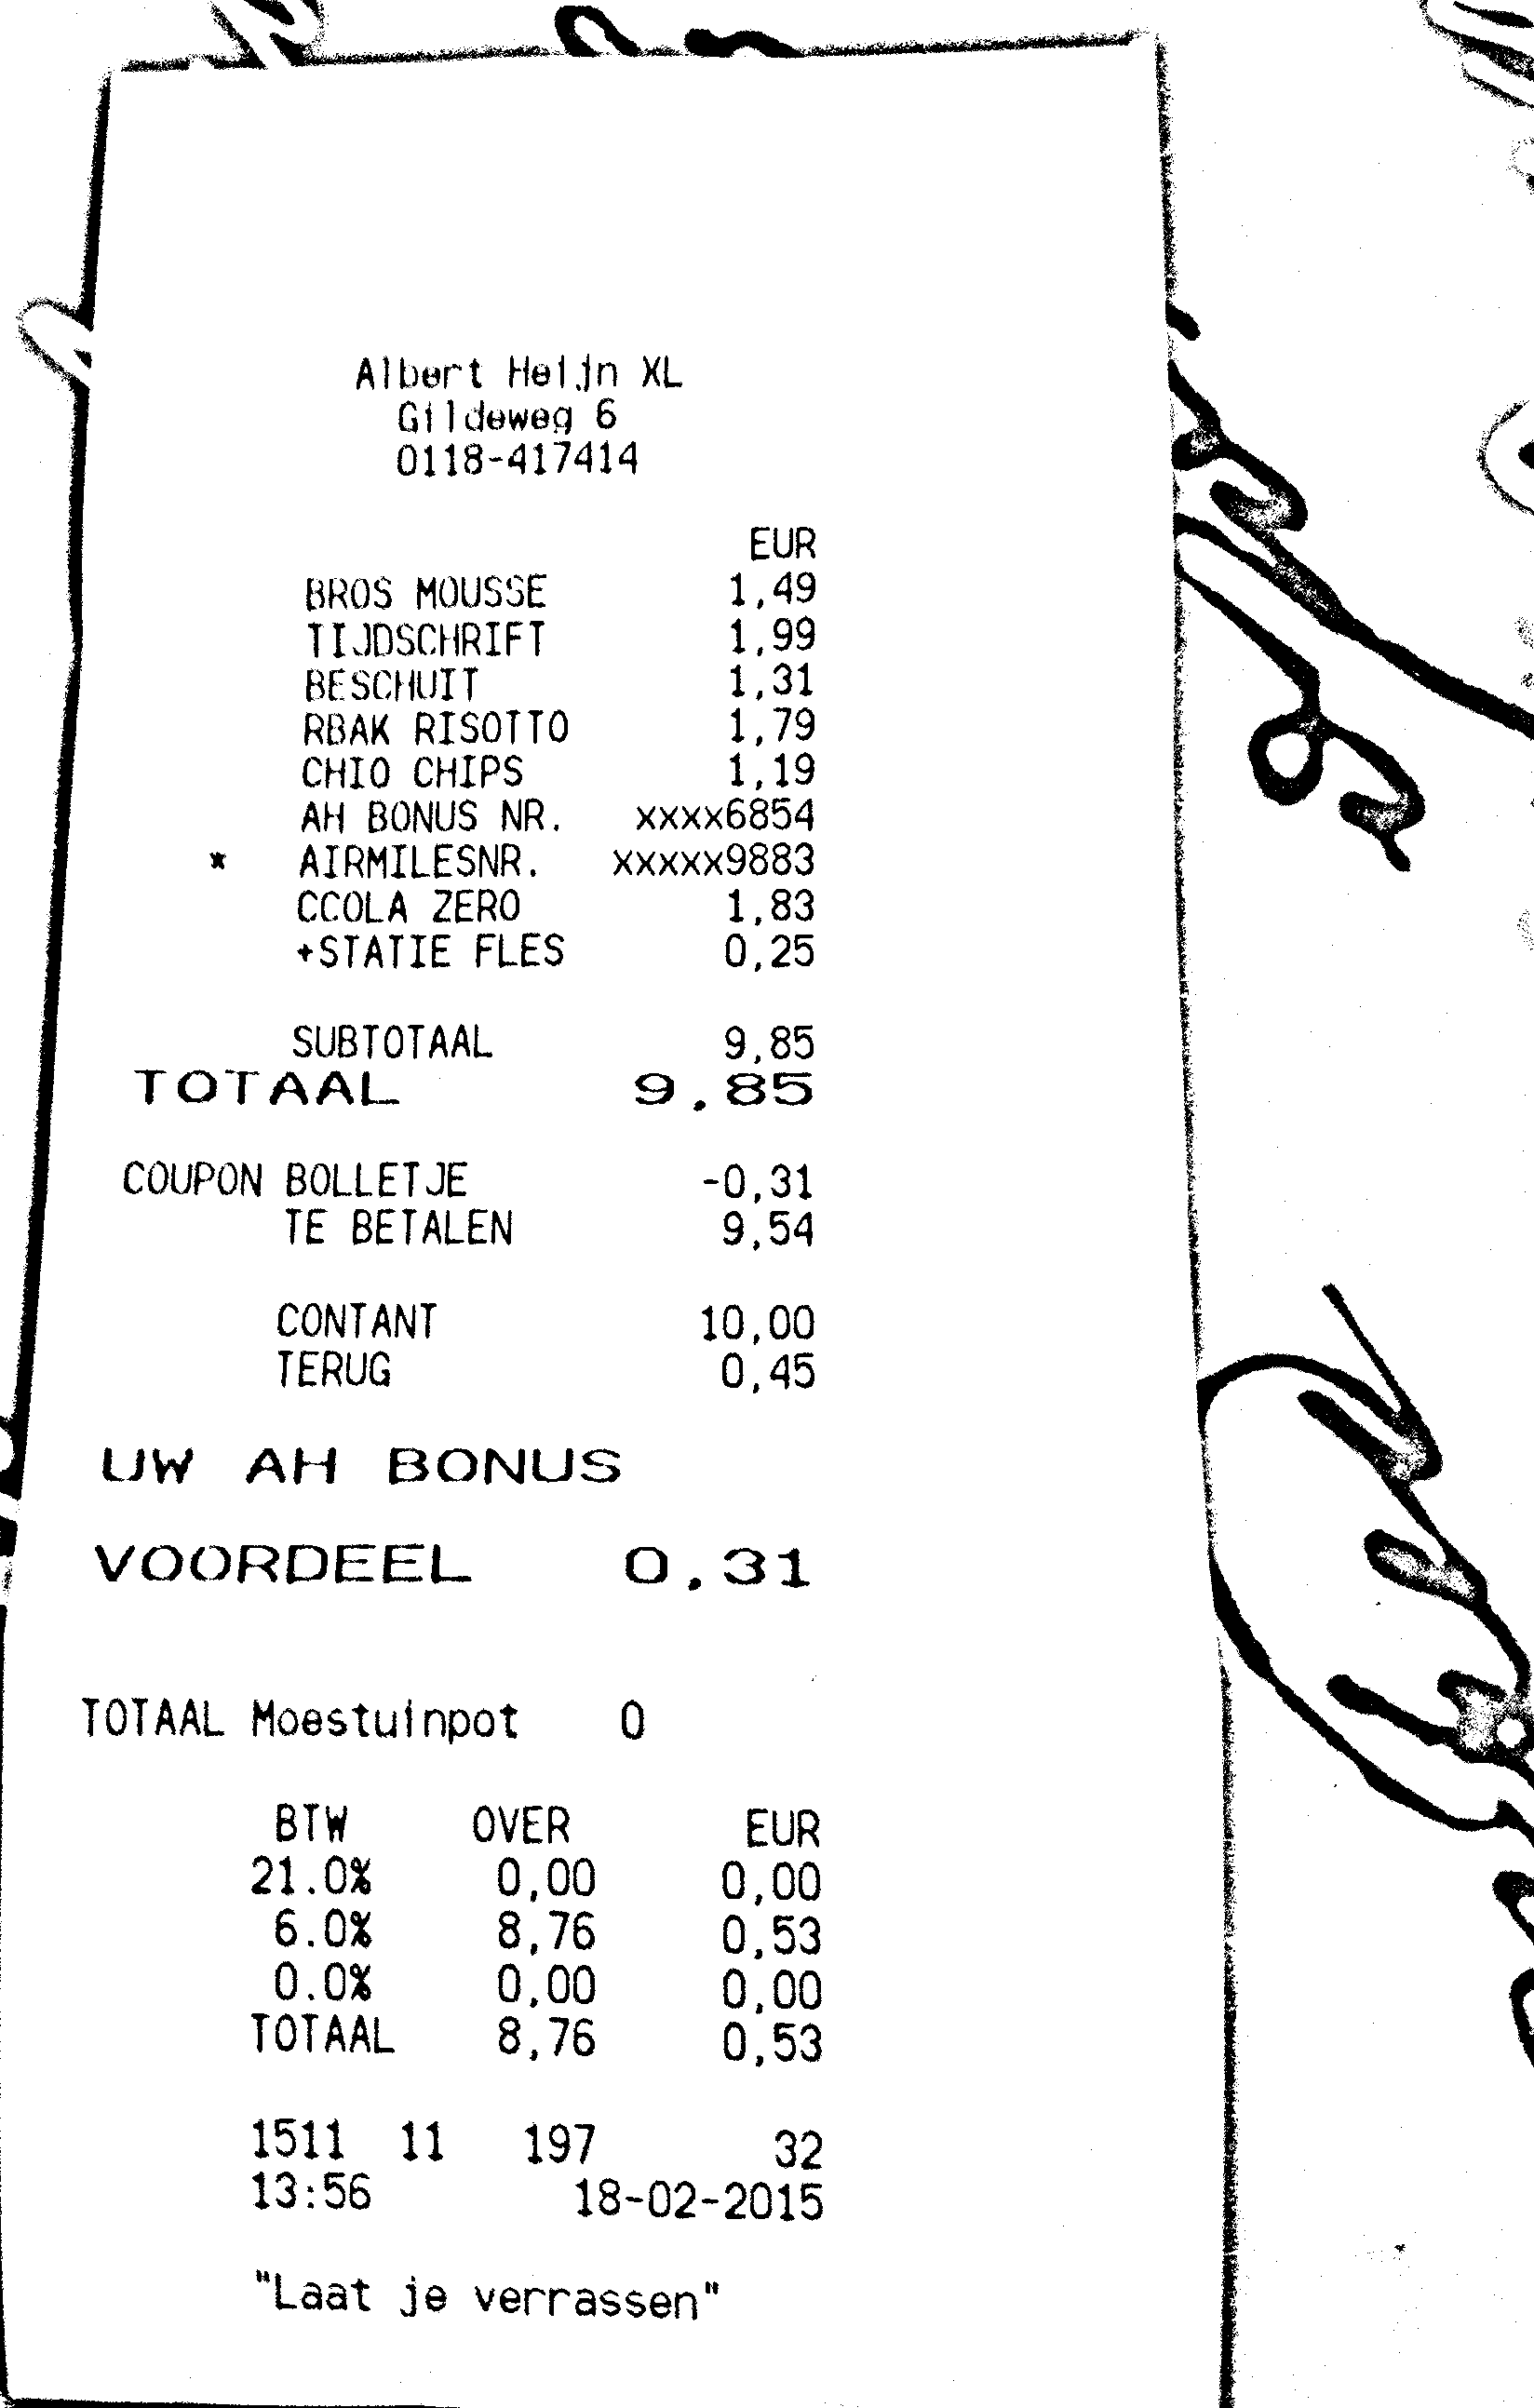 Albert Heijn XL
Gildeweg 6
0118-417414
EUR
BROS MOUSSE 1,49
TIJDSCHRIFT 1,99
BESCHUIT 1,31
RBAK RISOTTO 1,79
CHIO CHIPS 1,19
AH BONUS NR. xxxx6854
* AIRMILESNR. xxxxx9883
CCOLA ZERO 1,83
+STATIE FLES 0,25
SUBTOTAAL 9,85
TOTAAL 9.85
COUPON BOLLETJE -0,31
TE BETALEN 9,54
CONTANT 10,00
TERUG 0,45
UW AH BONUS
VOORDEEL 0.31
TOTAAL Moestuinpot 0
BTW OVER EUR
21.0% 0,00 0,00
6.0% 8,76 0,53
0.0% 0,00 0,00
TOTAAL 8,76 0,53
1511 11 197 32
13:56 18-02-2015
"Laat je verrassen"